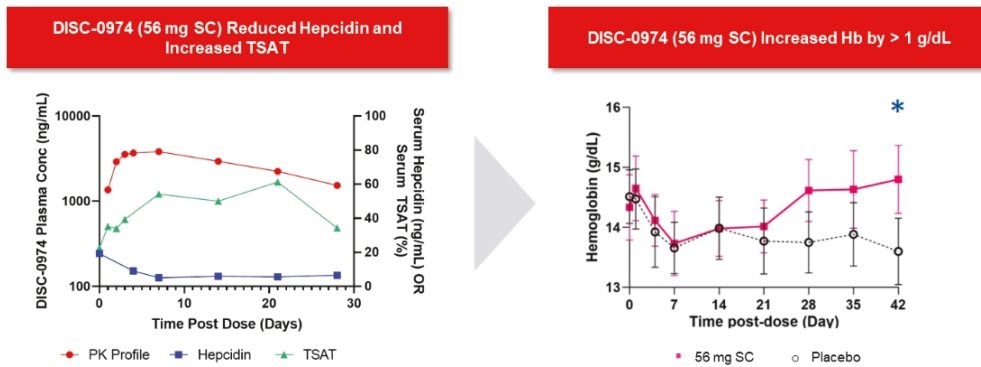 DISC-0974 (56 mg SC) Reduced Hepcidin and
Increased TSAT
DISC-0974 (56 mg SC) Increased Hb by > 1 g/dL
DISC-0974 Plasma Conc (ng/mL)
10000
1000
100
100
80
60
40
20
0
Serum Hepcidin (ng/mL) OR
Serum TSAT (%)
0
10
20
30
Time Post Dose (Days)
PK Profile
Hepcidin
TSAT
Hemoglobin (g/dL)
16
15
14
13
*
0
7
14
21
28
35
42
Time post-dose (Day)
56 mg SC
Placebo